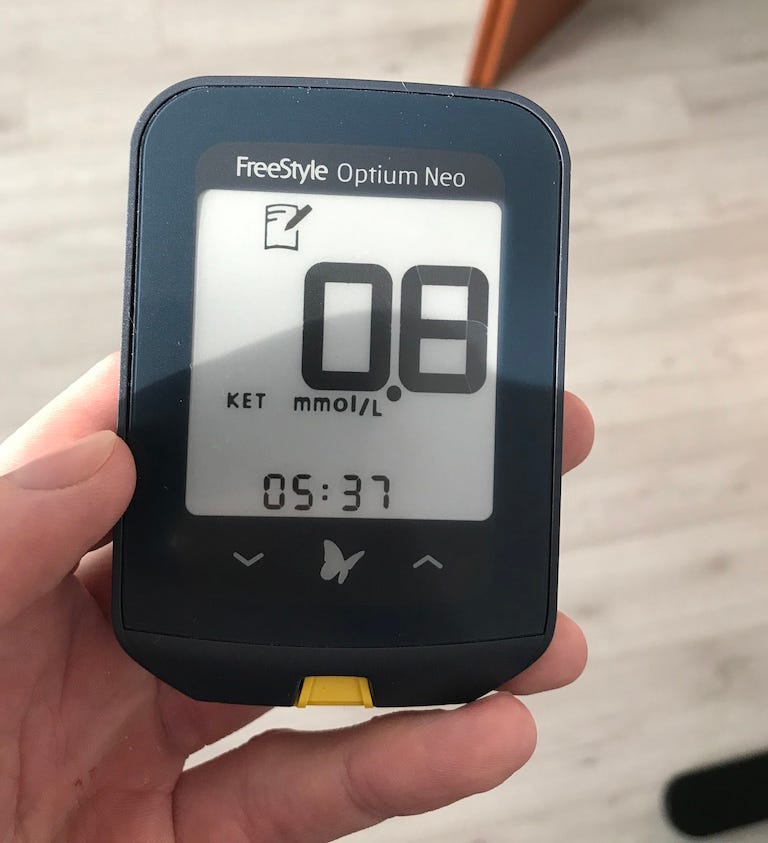 FreeStyle Optium Neo
0.8
KET mmol/L
05:37